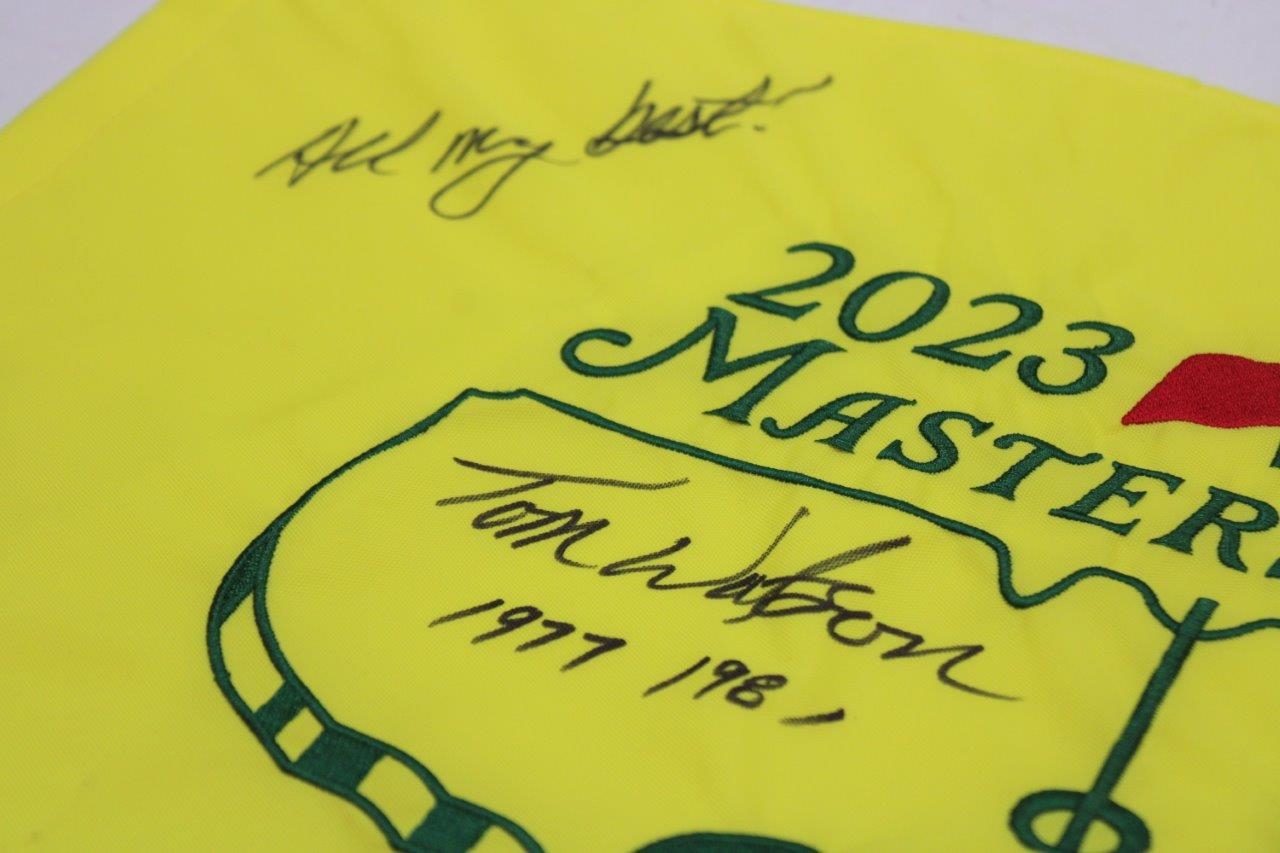 All my best!
2023
MASTER
Tom Watson
1977 1981